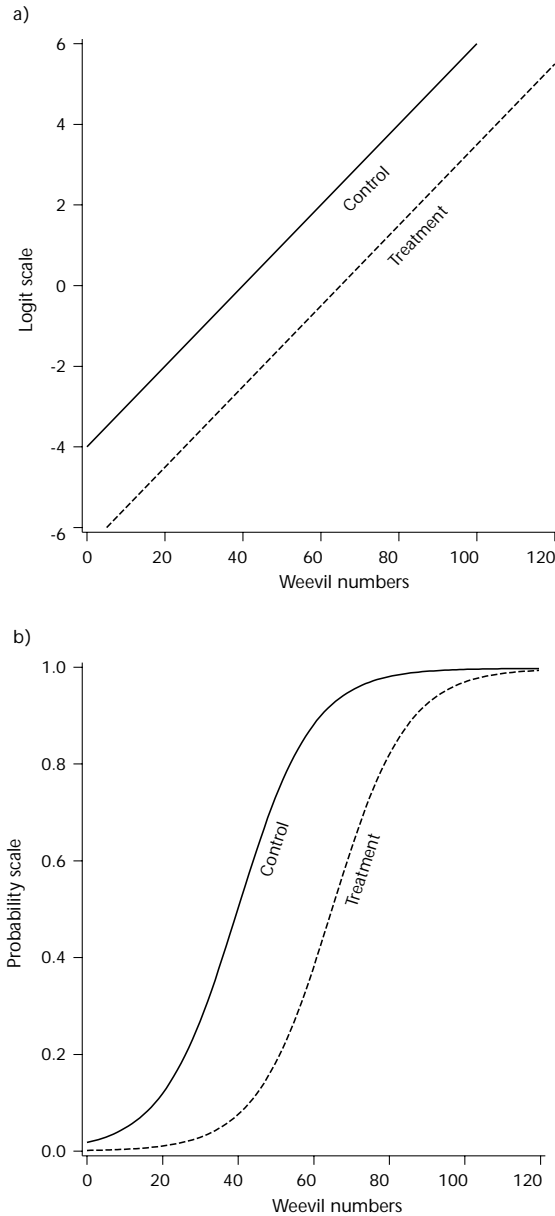 a)
6
4
2
0
-2
-4
-6
Logit scale
Control
Treatment
0 20 40 60 80 100 120
Weevil numbers
b)
1.0
0.8
0.6
0.4
0.2
0.0
Probability scale
Control
Treatment
0 20 40 60 80 100 120
Weevil numbers